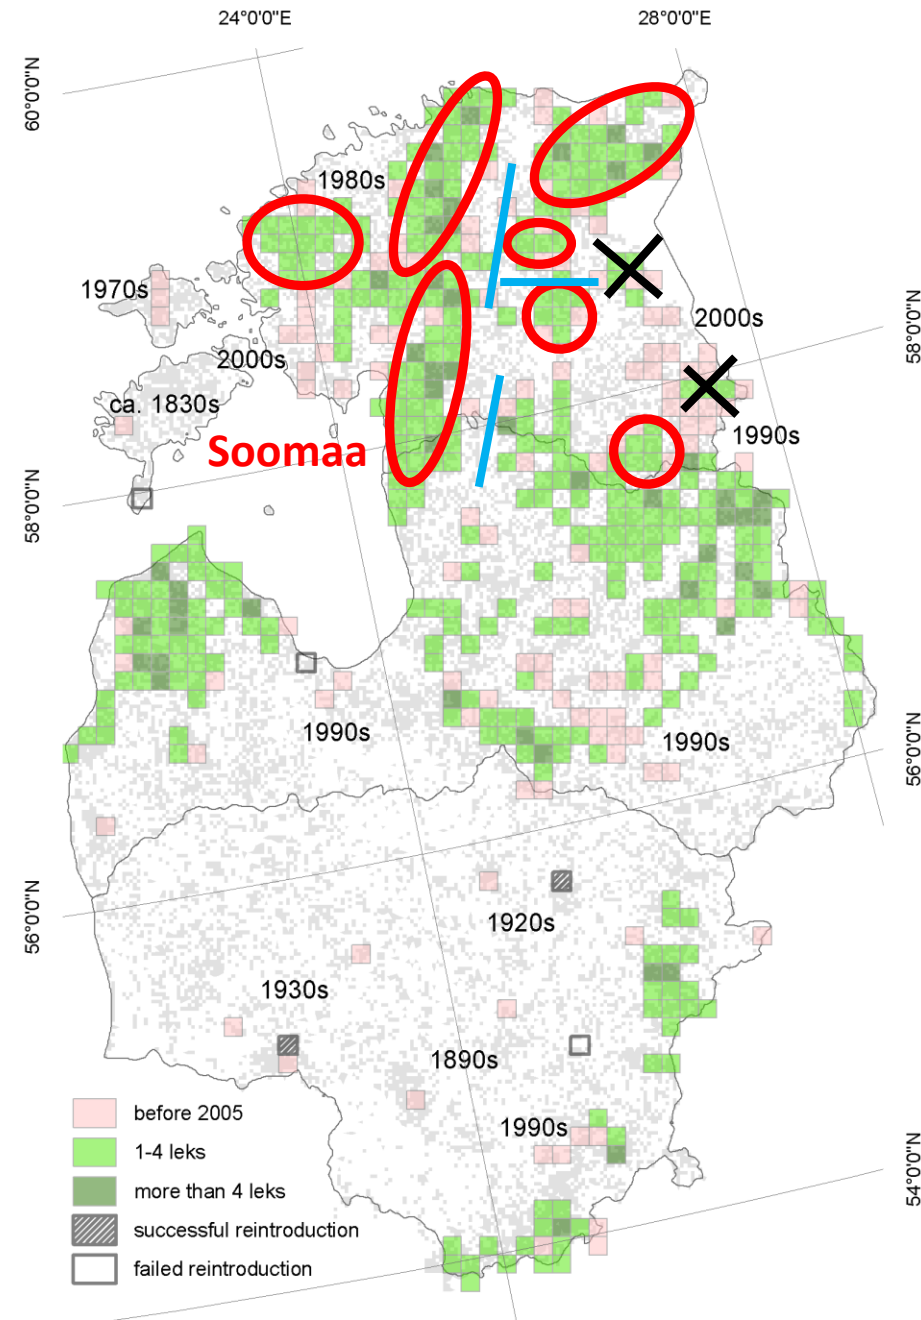 24°0'0"E
28°0'0"E
60°0'0"N
1980s
1970s
2000s
2000s
58°0'0"N
ca. 1830s
1990s
Soomaa
58°0'0"N
1990s
1990s
56°0'0"N
56°0'0"N
1920s
1930s
1890s
1990s
before 2005
1-4 leks
more than 4 leks
successful reintroduction
failed reintroduction
54°0'0"N